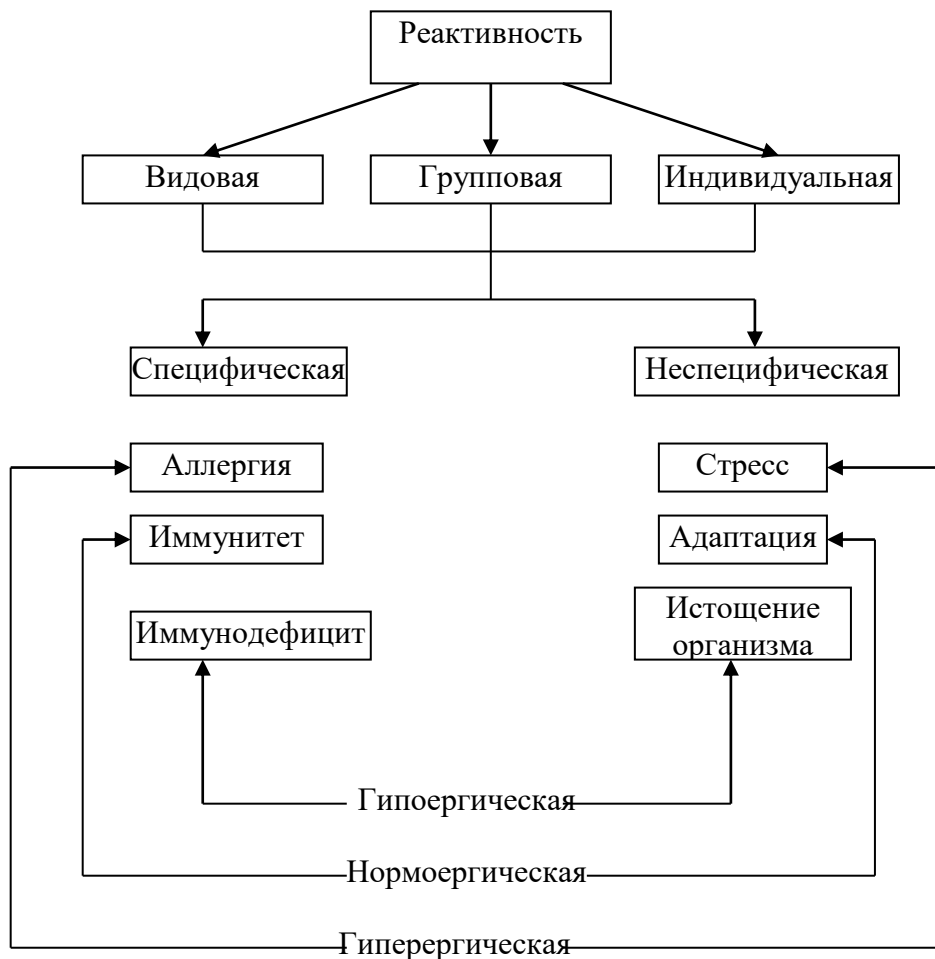 Реактивность
Видовая
Групповая
Индивидуальная
Специфическая
Неспецифическая
Аллергия
Стресс
Иммунитет
Адаптация
Иммунодефицит
Истощение
организма
Гипоергическая
Нормоергическая
Гиперергическая